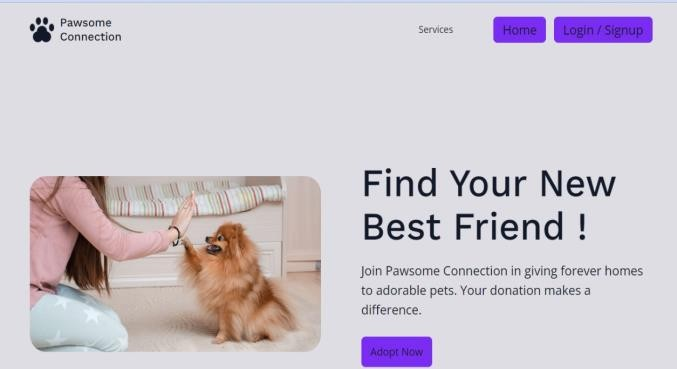 Pawsome
Connection
Services
Home
Login / Signup
Find Your New
Best Friend !
Join Pawsome Connection in giving forever homes
to adorable pets. Your donation makes a
difference.
Adopt Now